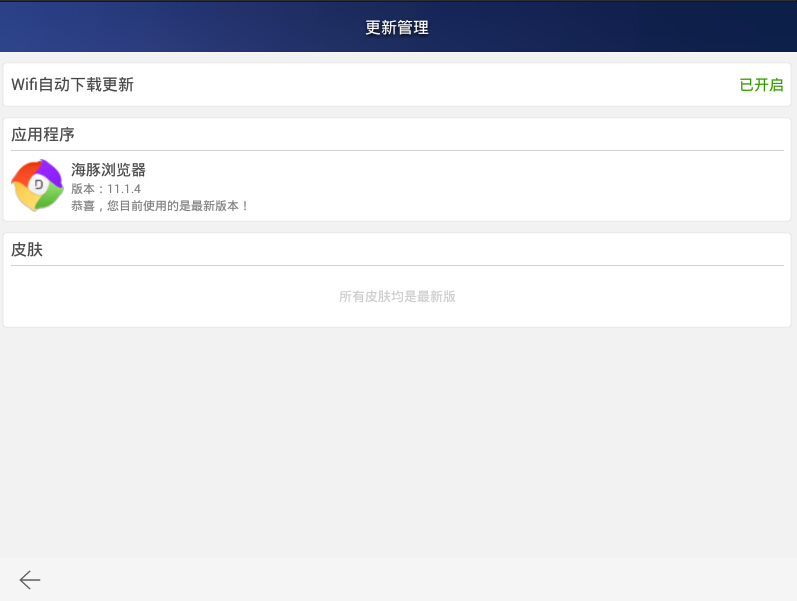 更新管理
Wifi自动下载更新
已开启
应用程序
海豚浏览器
D
版本：11.1.4
恭喜，您目前使用的是最新版本！
皮肤
所有皮肤均是最新版